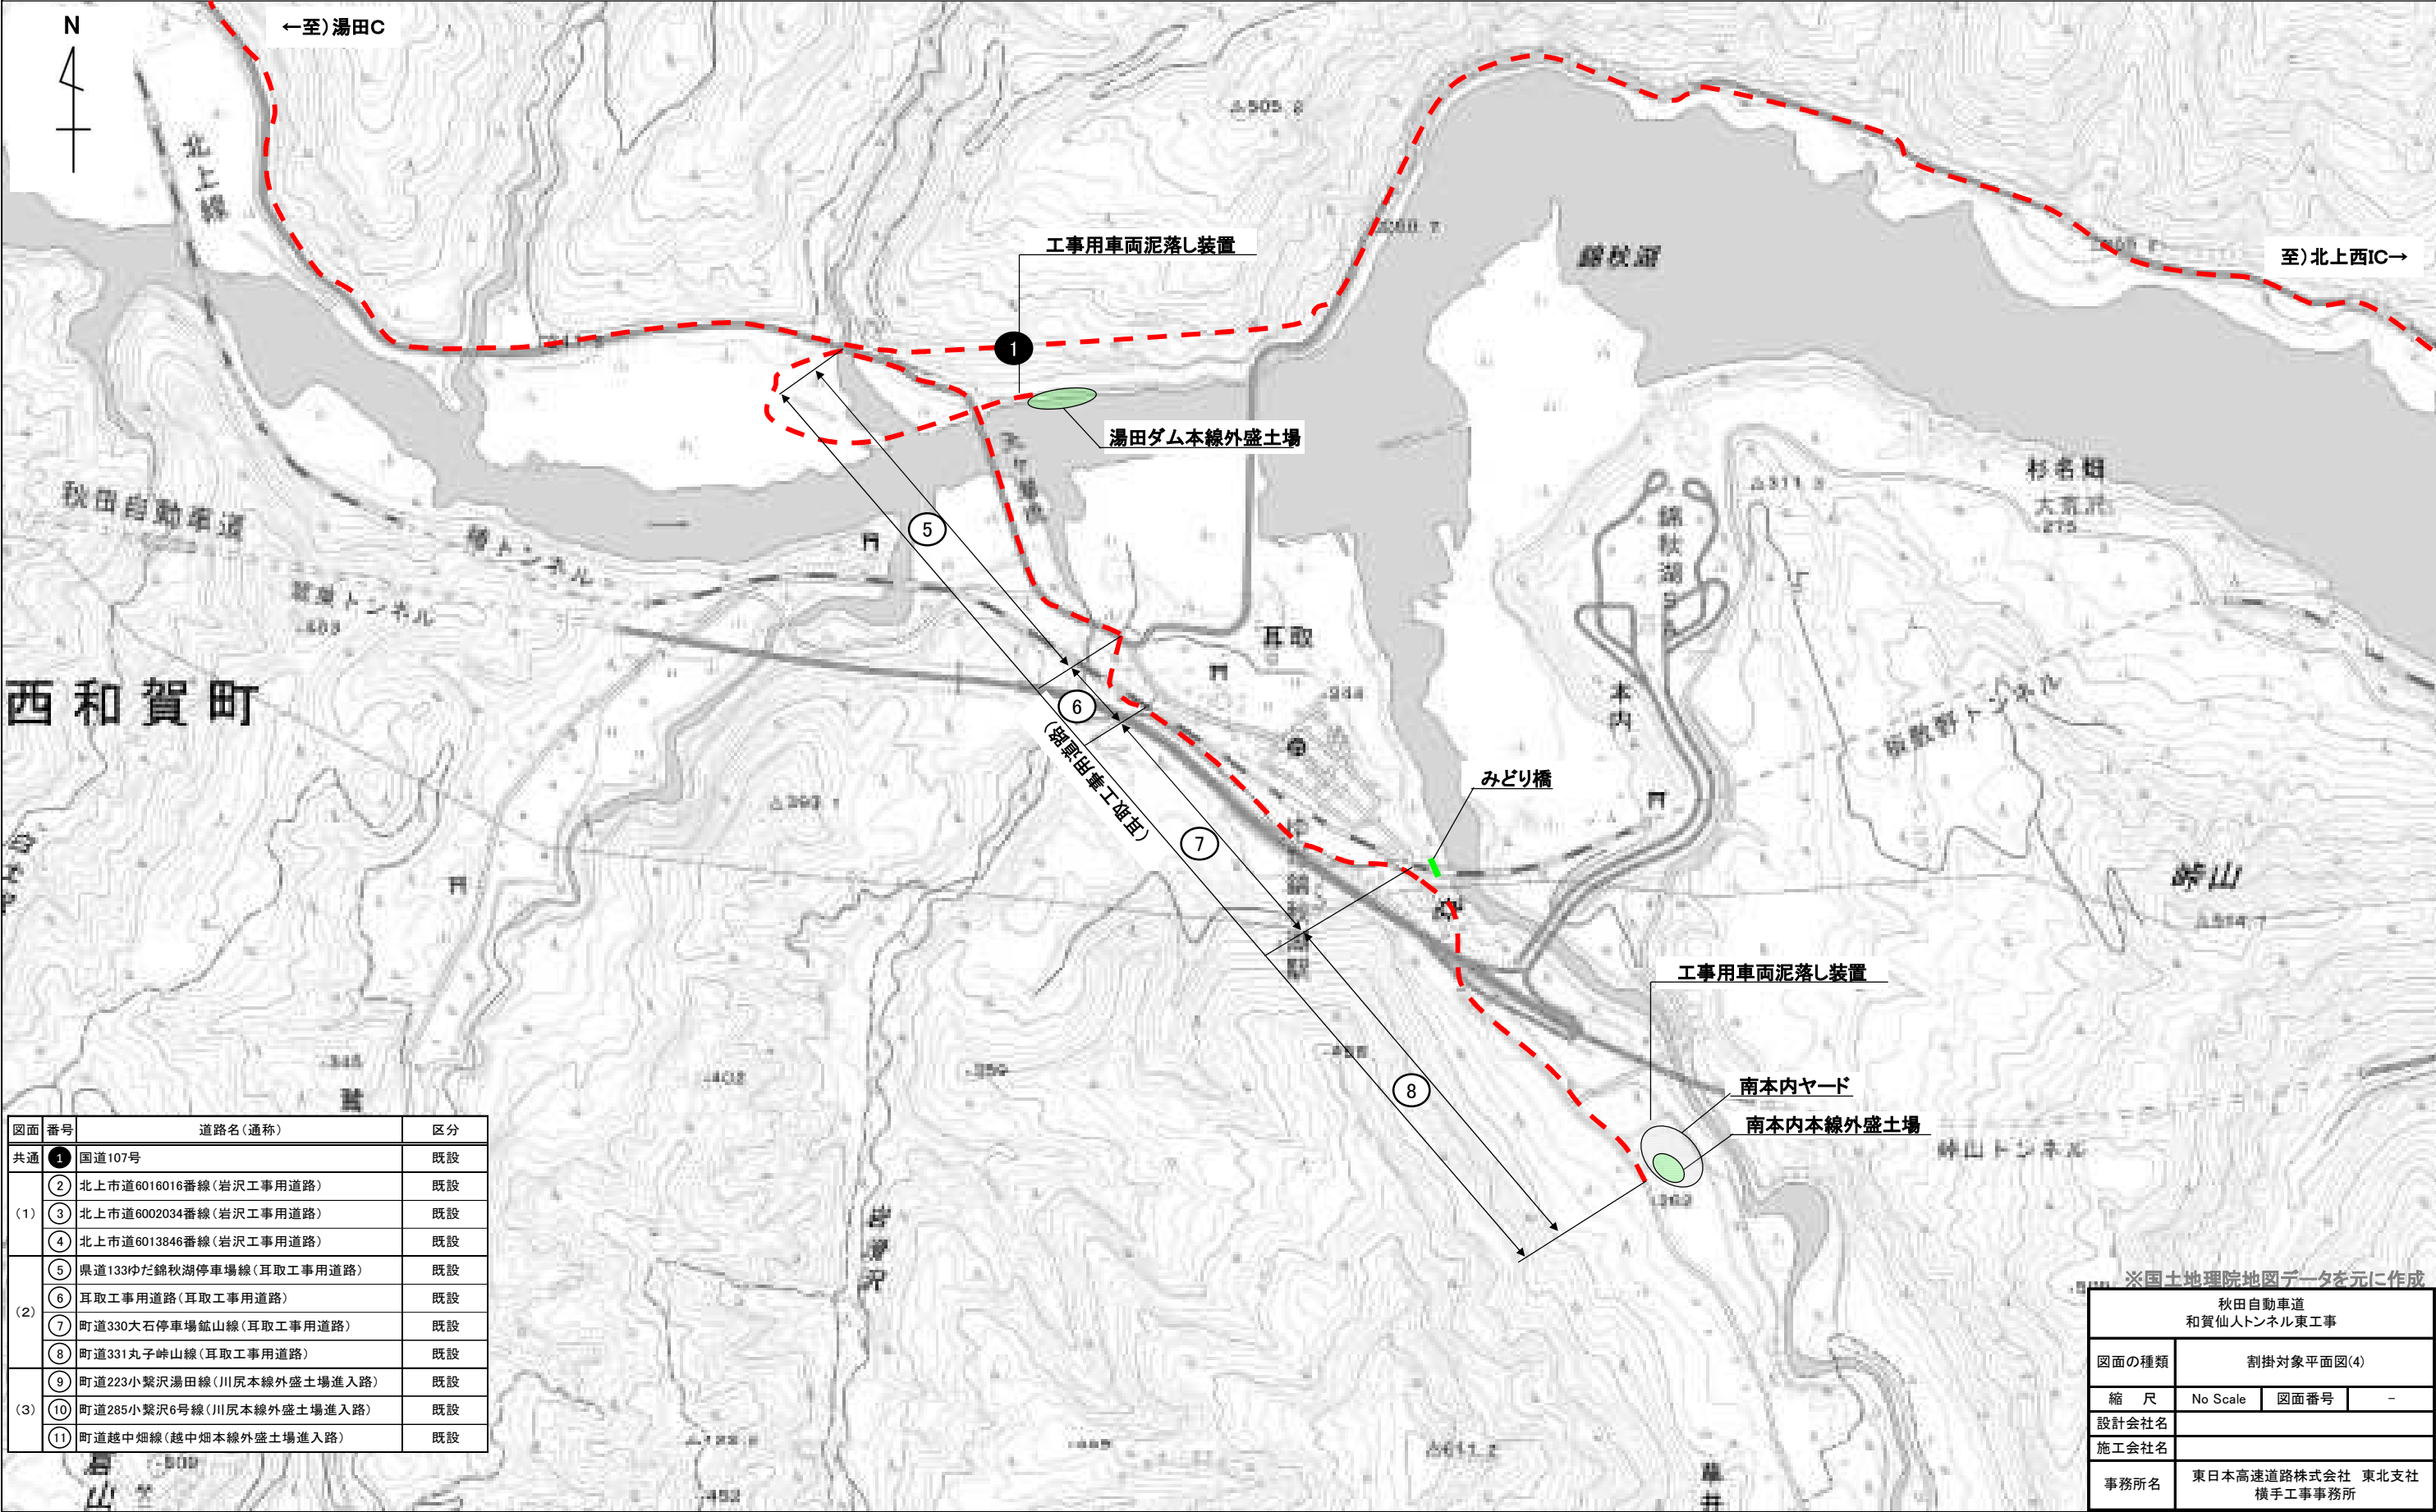 N
←至)湯田C
北上線
△505.2
工事用車両泥落し装置
錦秋湖
至)北上西IC→
1
湯田ダム本線外盛土場
杉名畑
大荒沢
275
秋田自動車道
錦秋湖SA
5
耳取
244
本内
西和賀町
6
(耳取工事用道路)
みどり橋
7
峠山
工事用車両泥落し装置
8
南本内ヤード
南本内本線外盛土場
峠山トンネル
402
359
262
※国土地理院地図データを元に作成
図面 番号 道路名(通称) 区分
共通 1 国道107号 既設
(1) 2 北上市道6016016番線(岩沢工事用道路) 既設
3 北上市道6002034番線(岩沢工事用道路) 既設
4 北上市道6013846番線(岩沢工事用道路) 既設
(2) 5 県道133ゆだ錦秋湖停車場線(耳取工事用道路) 既設
6 耳取工事用道路(耳取工事用道路) 既設
7 町道330大石停車場鉱山線(耳取工事用道路) 既設
8 町道331丸子峠山線(耳取工事用道路) 既設
(3) 9 町道223小繋沢湯田線(川尻本線外盛土場進入路) 既設
10 町道285小繋沢6号線(川尻本線外盛土場進入路) 既設
11 町道越中畑線(越中畑本線外盛土場進入路) 既設
秋田自動車道
和賀仙人トンネル東工事
図面の種類 割掛対象平面図(4)
縮 尺 No Scale 図面番号 -
設計会社名
施工会社名
事務所名 東日本高速道路株式会社 東北支社
横手工事事務所